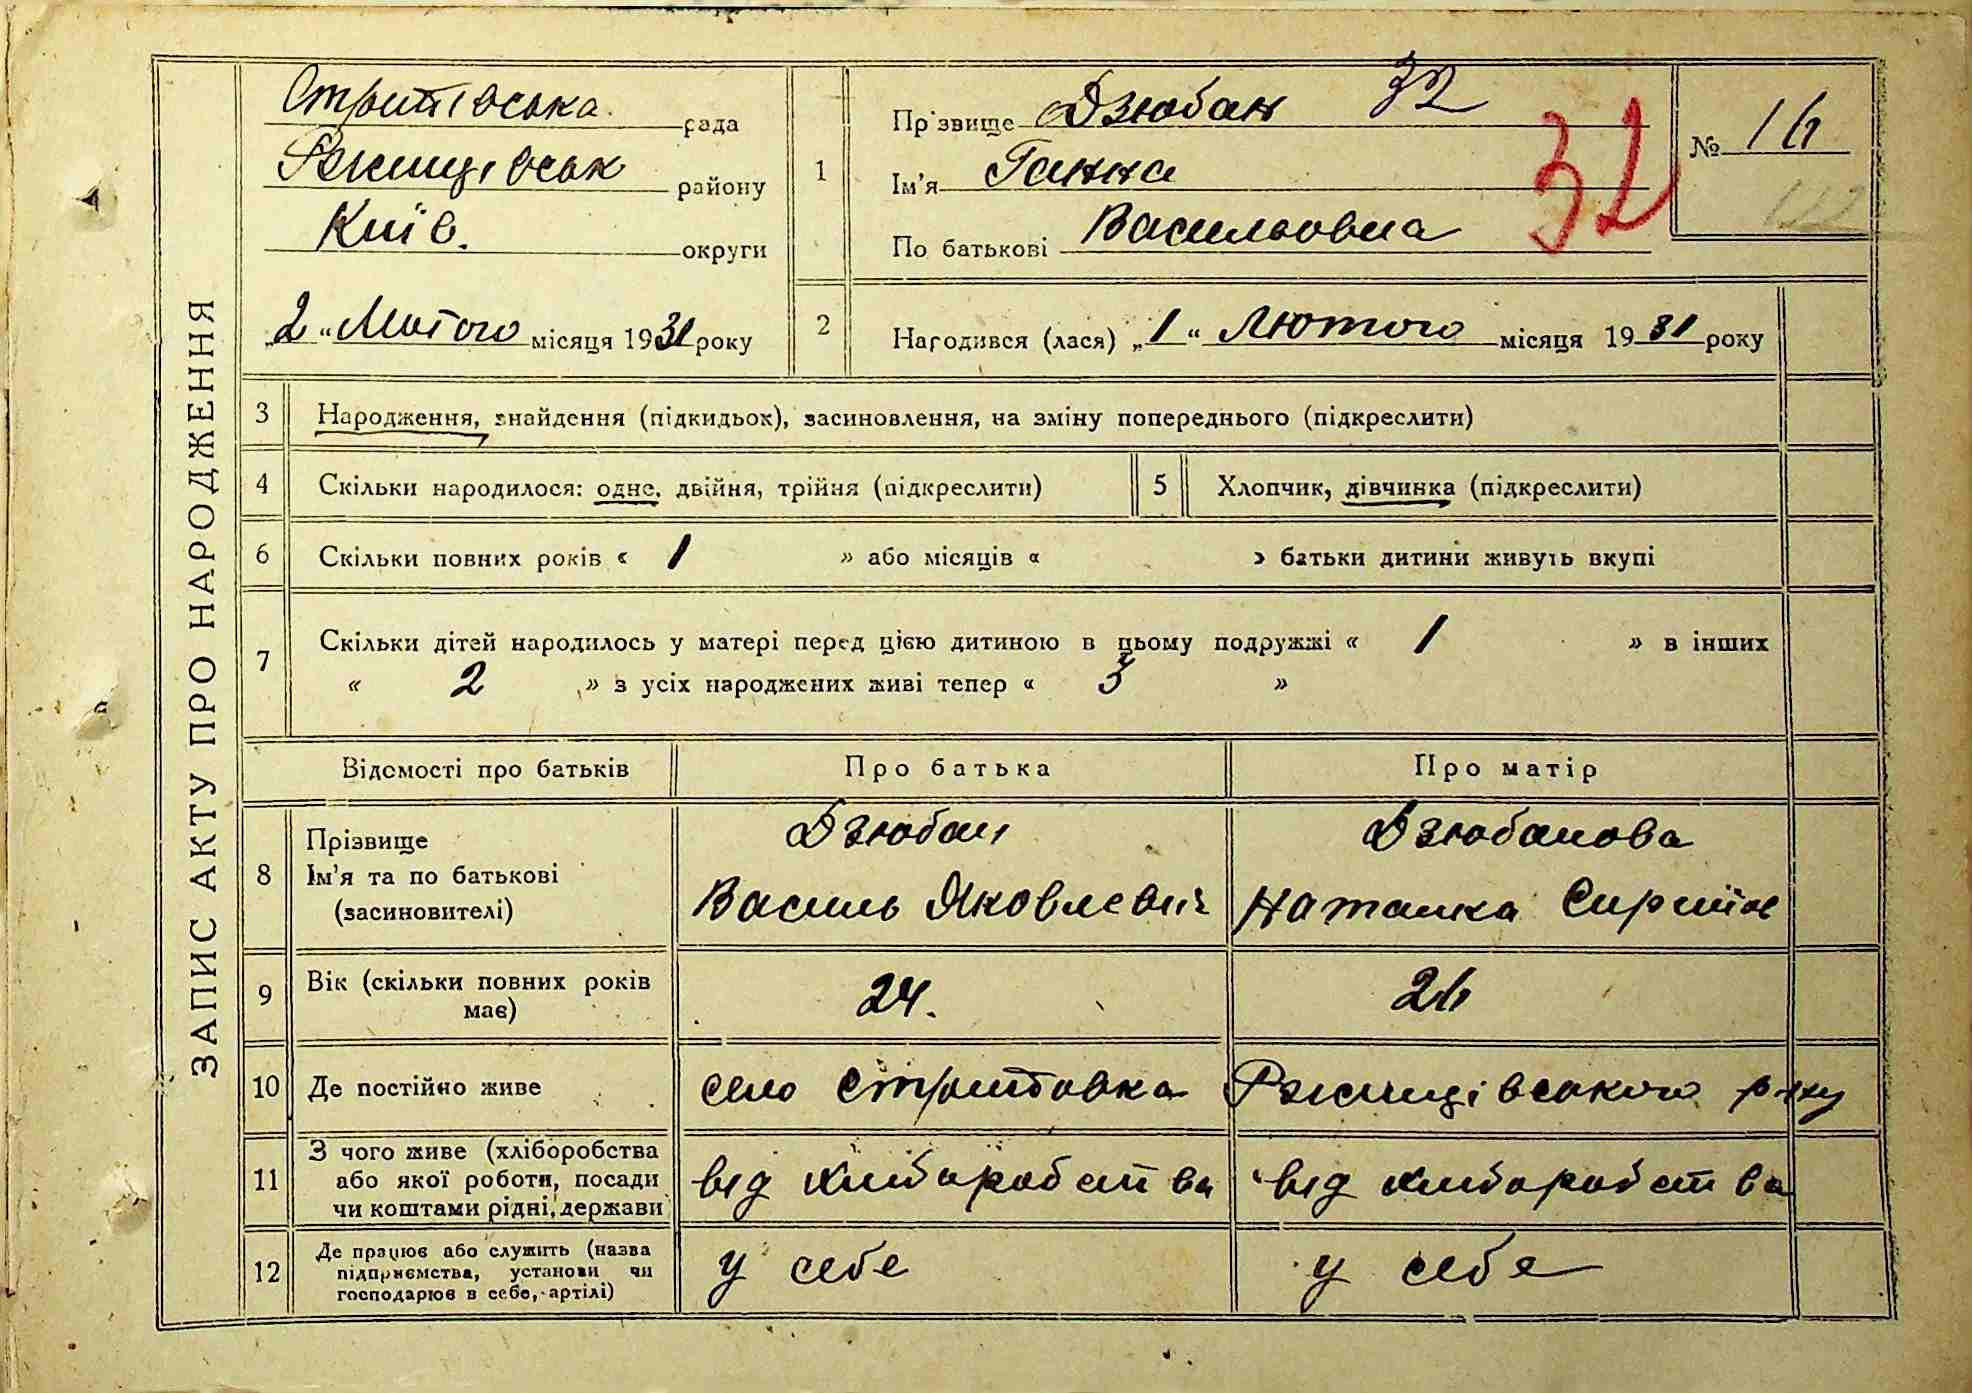 ЗАПИС АКТУ ПРО НАРОДЖЕННЯ
Стритівська рада
Ржищівськ району
Київ. округи
„2“ Лютого місяця 1931 року
1
Прізвище Дзюбан 32
Ім'я Ганна
По батькові Васильовна
32
№ 16
2
Народився (лася) „1“ Лютого місяця 1931 року
3 Народження, знайдення (підкидьок), засиновлення, на зміну попереднього (підкреслити)
4 Скільки народилося: одне, двійня, трійня (підкреслити)
5 Хлопчик, дівчинка (підкреслити)
6 Скільки повних років « 1 » або місяців « » батьки дитини живуть вкупі
7 Скільки дітей народилось у матері перед цією дитиною в цьому подружжі « 1 » в інших
« 2 » з усіх народжених живі тепер « 3 »
Відомості про батьків Про батька Про матір
8
Прізвище
Ім'я та по батькові
(засиновителі)
Дзюбан
Василь Яковлевич
Дзюбанова
Наталка
9
Вік (скільки повних років
має)
24. 26
10 Де постійно живе село Стритовка Ржищівського р-ну
11
З чого живе (хліборобства
або якої роботи, посади
чи коштами рідні, держави
від хліборобства від хліборобства
12
Де працює або служить (назва
підприємства, установи чи
господарює в себе, артілі)
у себе у себе